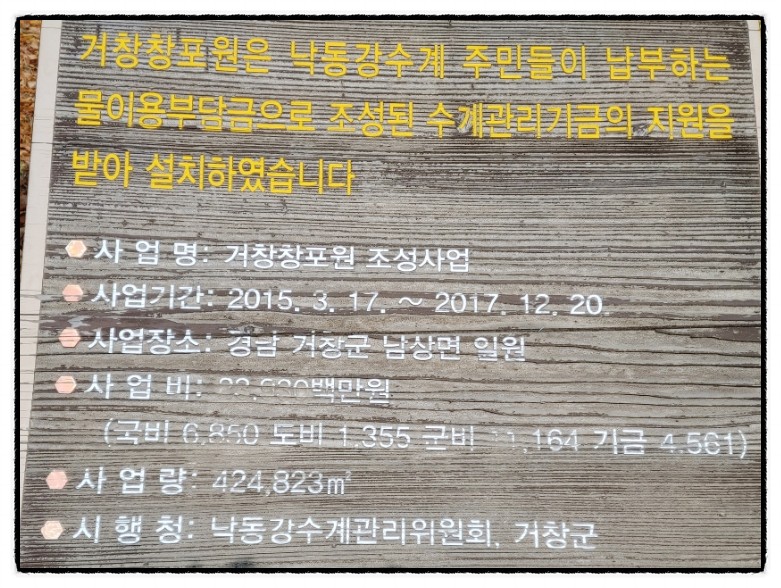 거창창포원은 낙동강수계 주민들이 납부하는
물이용부담금으로 조성된 수계관리기금의 지원을
받아 설치하였습니다
사 업 명: 거창창포원 조성사업
사업기간: 2015. 3. 17. ~ 2017. 12. 20.
사업장소: 경남 거창군 남상면 일원
사 업 비: 백만원
(국비 6,850 도비 1,355 군비 기금 4,561)
사 업 량: 424,823㎡
시 행 청: 낙동강수계관리위원회, 거창군